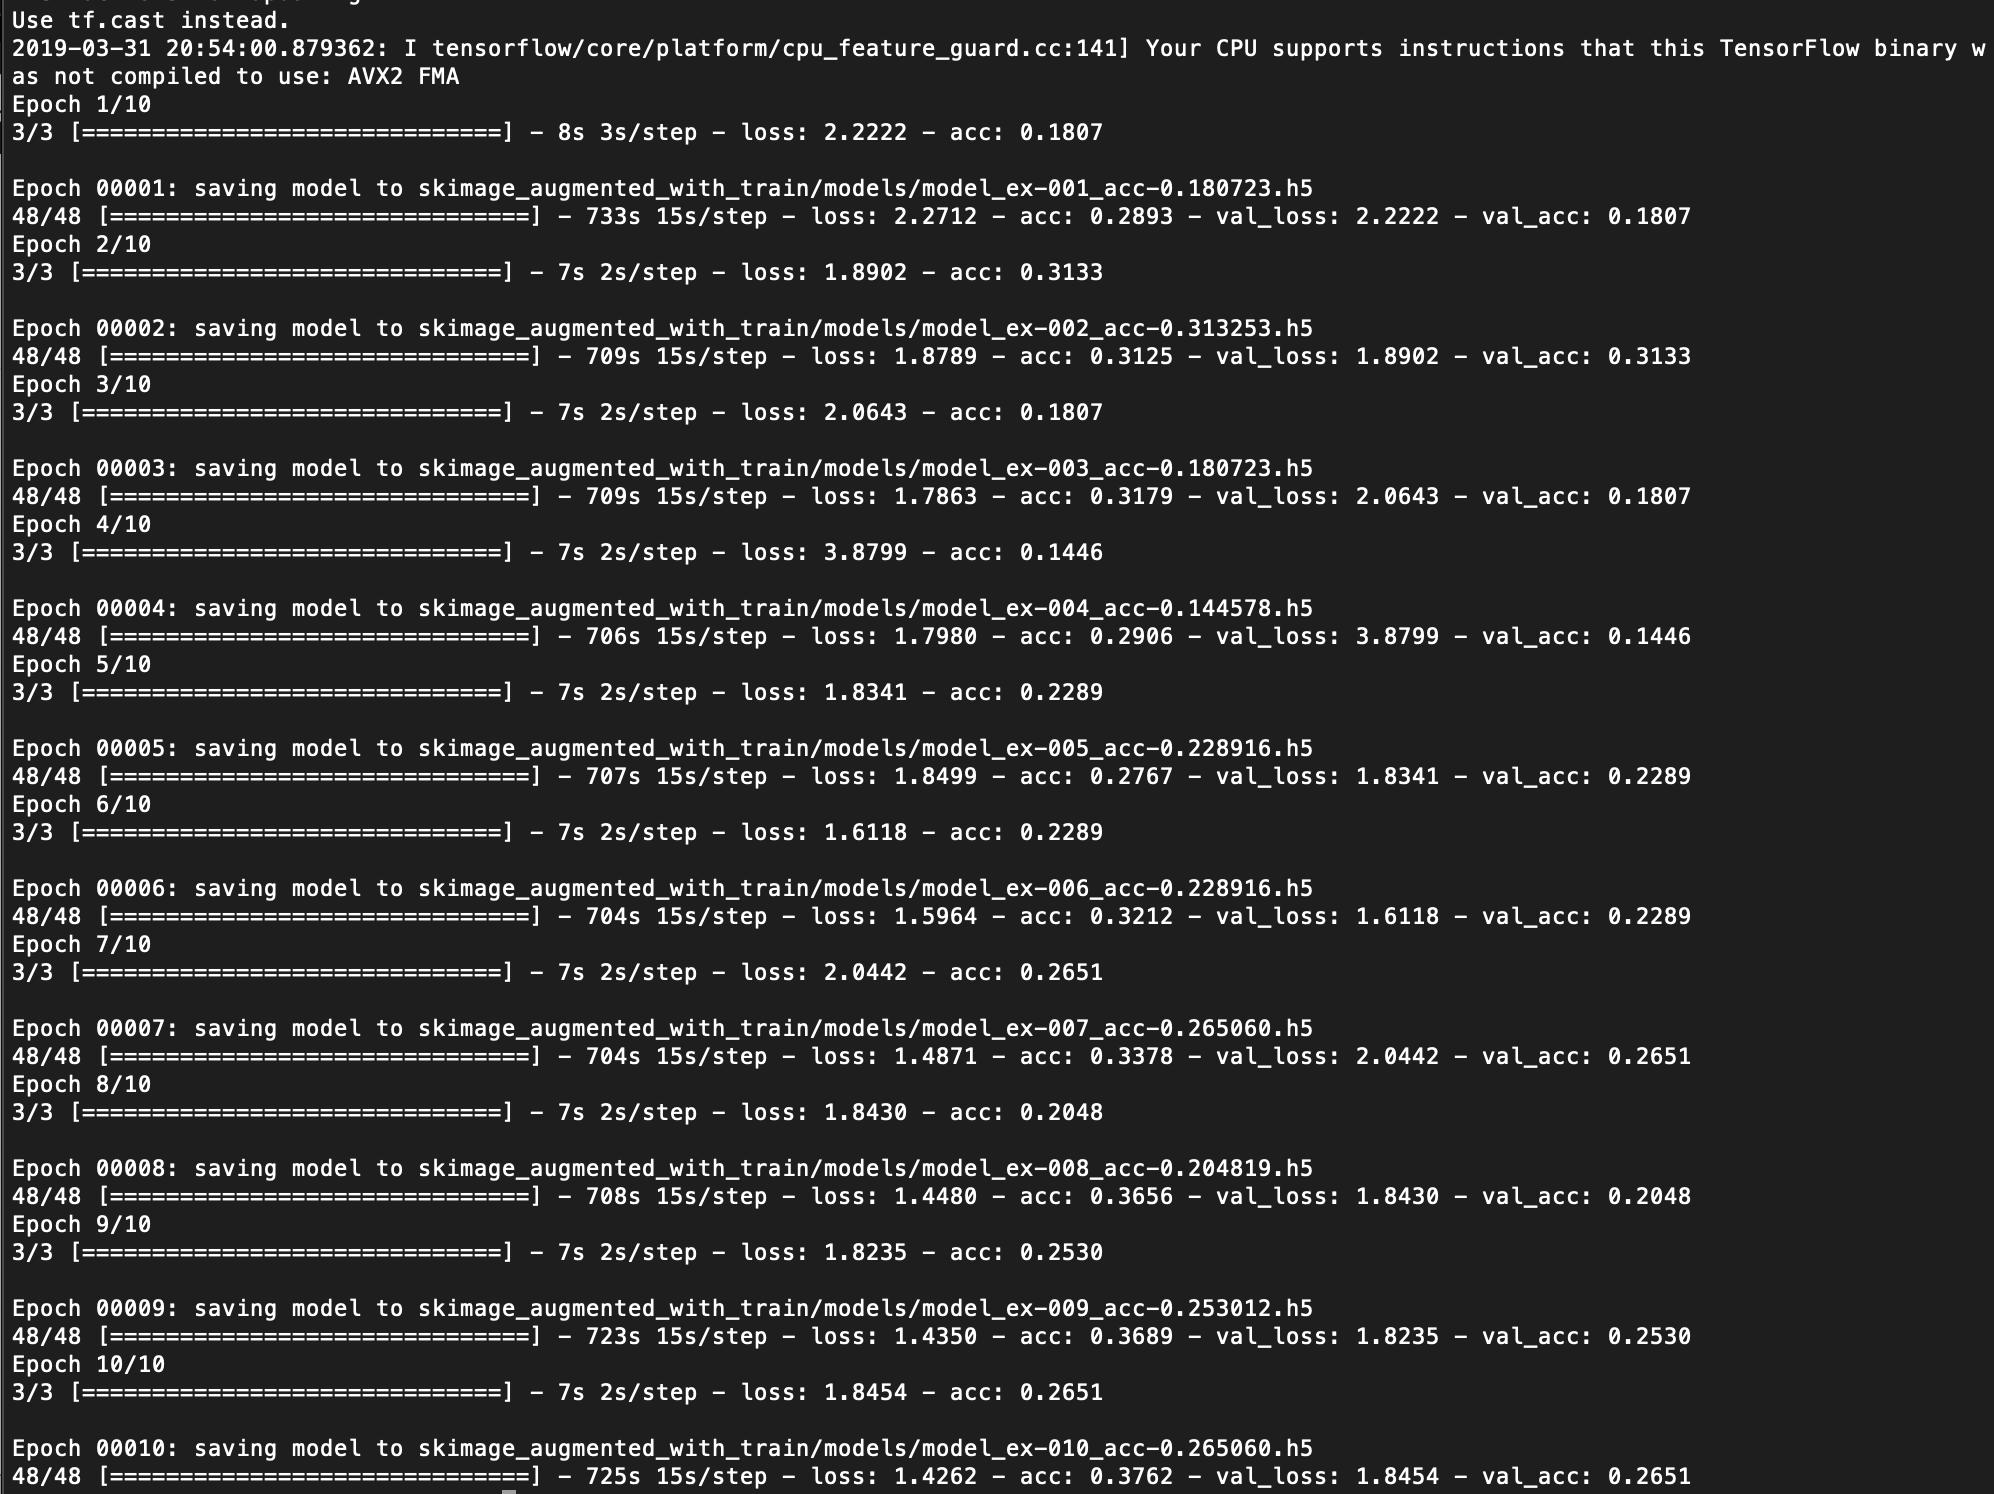 Use tf.cast instead.
2019-03-31 20:54:00.879362: I tensorflow/core/platform/cpu_feature_guard.cc:141] Your CPU supports instructions that this TensorFlow binary w
as not compiled to use: AVX2 FMA
Epoch 1/10
3/3 [==============================] - 8s 3s/step - loss: 2.2222 - acc: 0.1807
Epoch 00001: saving model to skimage_augmented_with_train/models/model_ex-001_acc-0.180723.h5
48/48 [==============================] - 733s 15s/step - loss: 2.2712 - acc: 0.2893 - val_loss: 2.2222 - val_acc: 0.1807
Epoch 2/10
3/3 [==============================] - 7s 2s/step - loss: 1.8902 - acc: 0.3133
Epoch 00002: saving model to skimage_augmented_with_train/models/model_ex-002_acc-0.313253.h5
48/48 [==============================] - 709s 15s/step - loss: 1.8789 - acc: 0.3125 - val_loss: 1.8902 - val_acc: 0.3133
Epoch 3/10
3/3 [==============================] - 7s 2s/step - loss: 2.0643 - acc: 0.1807
Epoch 00003: saving model to skimage_augmented_with_train/models/model_ex-003_acc-0.180723.h5
48/48 [==============================] - 709s 15s/step - loss: 1.7863 - acc: 0.3179 - val_loss: 2.0643 - val_acc: 0.1807
Epoch 4/10
3/3 [==============================] - 7s 2s/step - loss: 3.8799 - acc: 0.1446
Epoch 00004: saving model to skimage_augmented_with_train/models/model_ex-004_acc-0.144578.h5
48/48 [==============================] - 706s 15s/step - loss: 1.7980 - acc: 0.2906 - val_loss: 3.8799 - val_acc: 0.1446
Epoch 5/10
3/3 [==============================] - 7s 2s/step - loss: 1.8341 - acc: 0.2289
Epoch 00005: saving model to skimage_augmented_with_train/models/model_ex-005_acc-0.228916.h5
48/48 [==============================] - 707s 15s/step - loss: 1.8499 - acc: 0.2767 - val_loss: 1.8341 - val_acc: 0.2289
Epoch 6/10
3/3 [==============================] - 7s 2s/step - loss: 1.6118 - acc: 0.2289
Epoch 00006: saving model to skimage_augmented_with_train/models/model_ex-006_acc-0.228916.h5
48/48 [==============================] - 704s 15s/step - loss: 1.5964 - acc: 0.3212 - val_loss: 1.6118 - val_acc: 0.2289
Epoch 7/10
3/3 [==============================] - 7s 2s/step - loss: 2.0442 - acc: 0.2651
Epoch 00007: saving model to skimage_augmented_with_train/models/model_ex-007_acc-0.265060.h5
48/48 [==============================] - 704s 15s/step - loss: 1.4871 - acc: 0.3378 - val_loss: 2.0442 - val_acc: 0.2651
Epoch 8/10
3/3 [==============================] - 7s 2s/step - loss: 1.8430 - acc: 0.2048
Epoch 00008: saving model to skimage_augmented_with_train/models/model_ex-008_acc-0.204819.h5
48/48 [==============================] - 708s 15s/step - loss: 1.4480 - acc: 0.3656 - val_loss: 1.8430 - val_acc: 0.2048
Epoch 9/10
3/3 [==============================] - 7s 2s/step - loss: 1.8235 - acc: 0.2530
Epoch 00009: saving model to skimage_augmented_with_train/models/model_ex-009_acc-0.253012.h5
48/48 [==============================] - 723s 15s/step - loss: 1.4350 - acc: 0.3689 - val_loss: 1.8235 - val_acc: 0.2530
Epoch 10/10
3/3 [==============================] - 7s 2s/step - loss: 1.8454 - acc: 0.2651
Epoch 00010: saving model to skimage_augmented_with_train/models/model_ex-010_acc-0.265060.h5
48/48 [==============================] - 725s 15s/step - loss: 1.4262 - acc: 0.3762 - val_loss: 1.8454 - val_acc: 0.2651